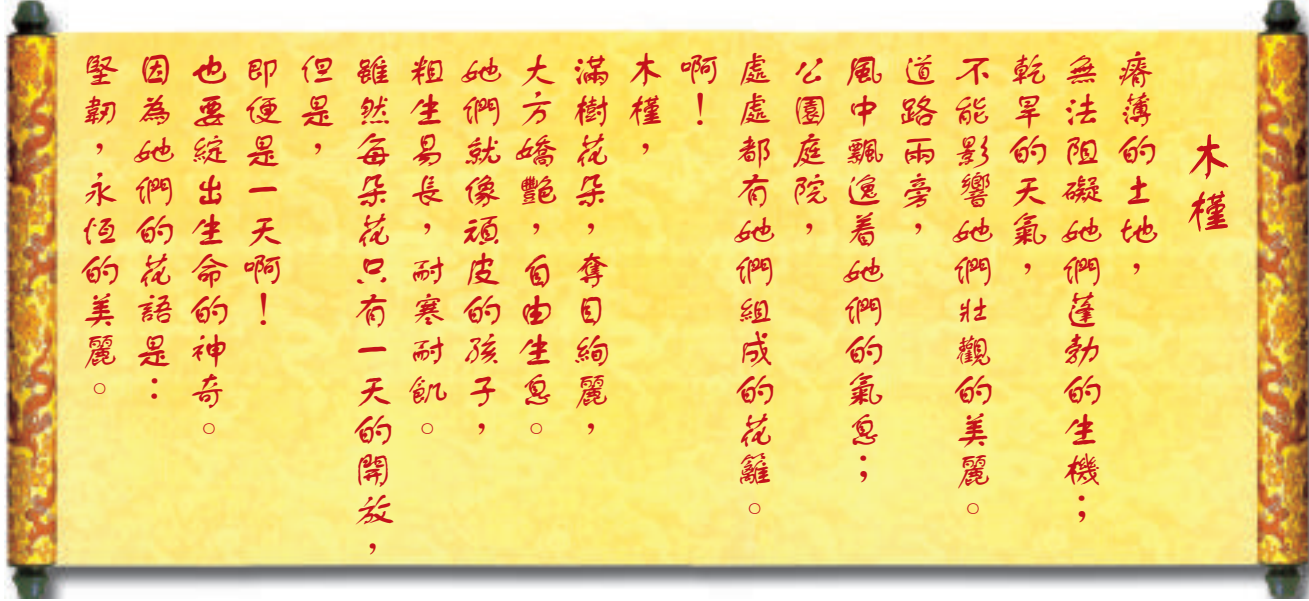 木槿
瘠薄的土地，
無法阻礙她們蓬勃的生機；
乾旱的天氣，
不能影響她們壯觀的美麗。
道路兩旁，
風中飄逸着她們的氣息；
公園庭院，
處處都有她們組成的花籬。
啊！
木槿，
滿樹花朵，奪目絢麗，
大方嬌艷，自由生息。
她們就像頑皮的孩子，
粗生易長，耐寒耐飢。
雖然每朵花只有一天的開放，
但是，
即便是一天啊！
也要綻出生命的神奇。
因為她們的花語是：
堅韌，永恆的美麗。